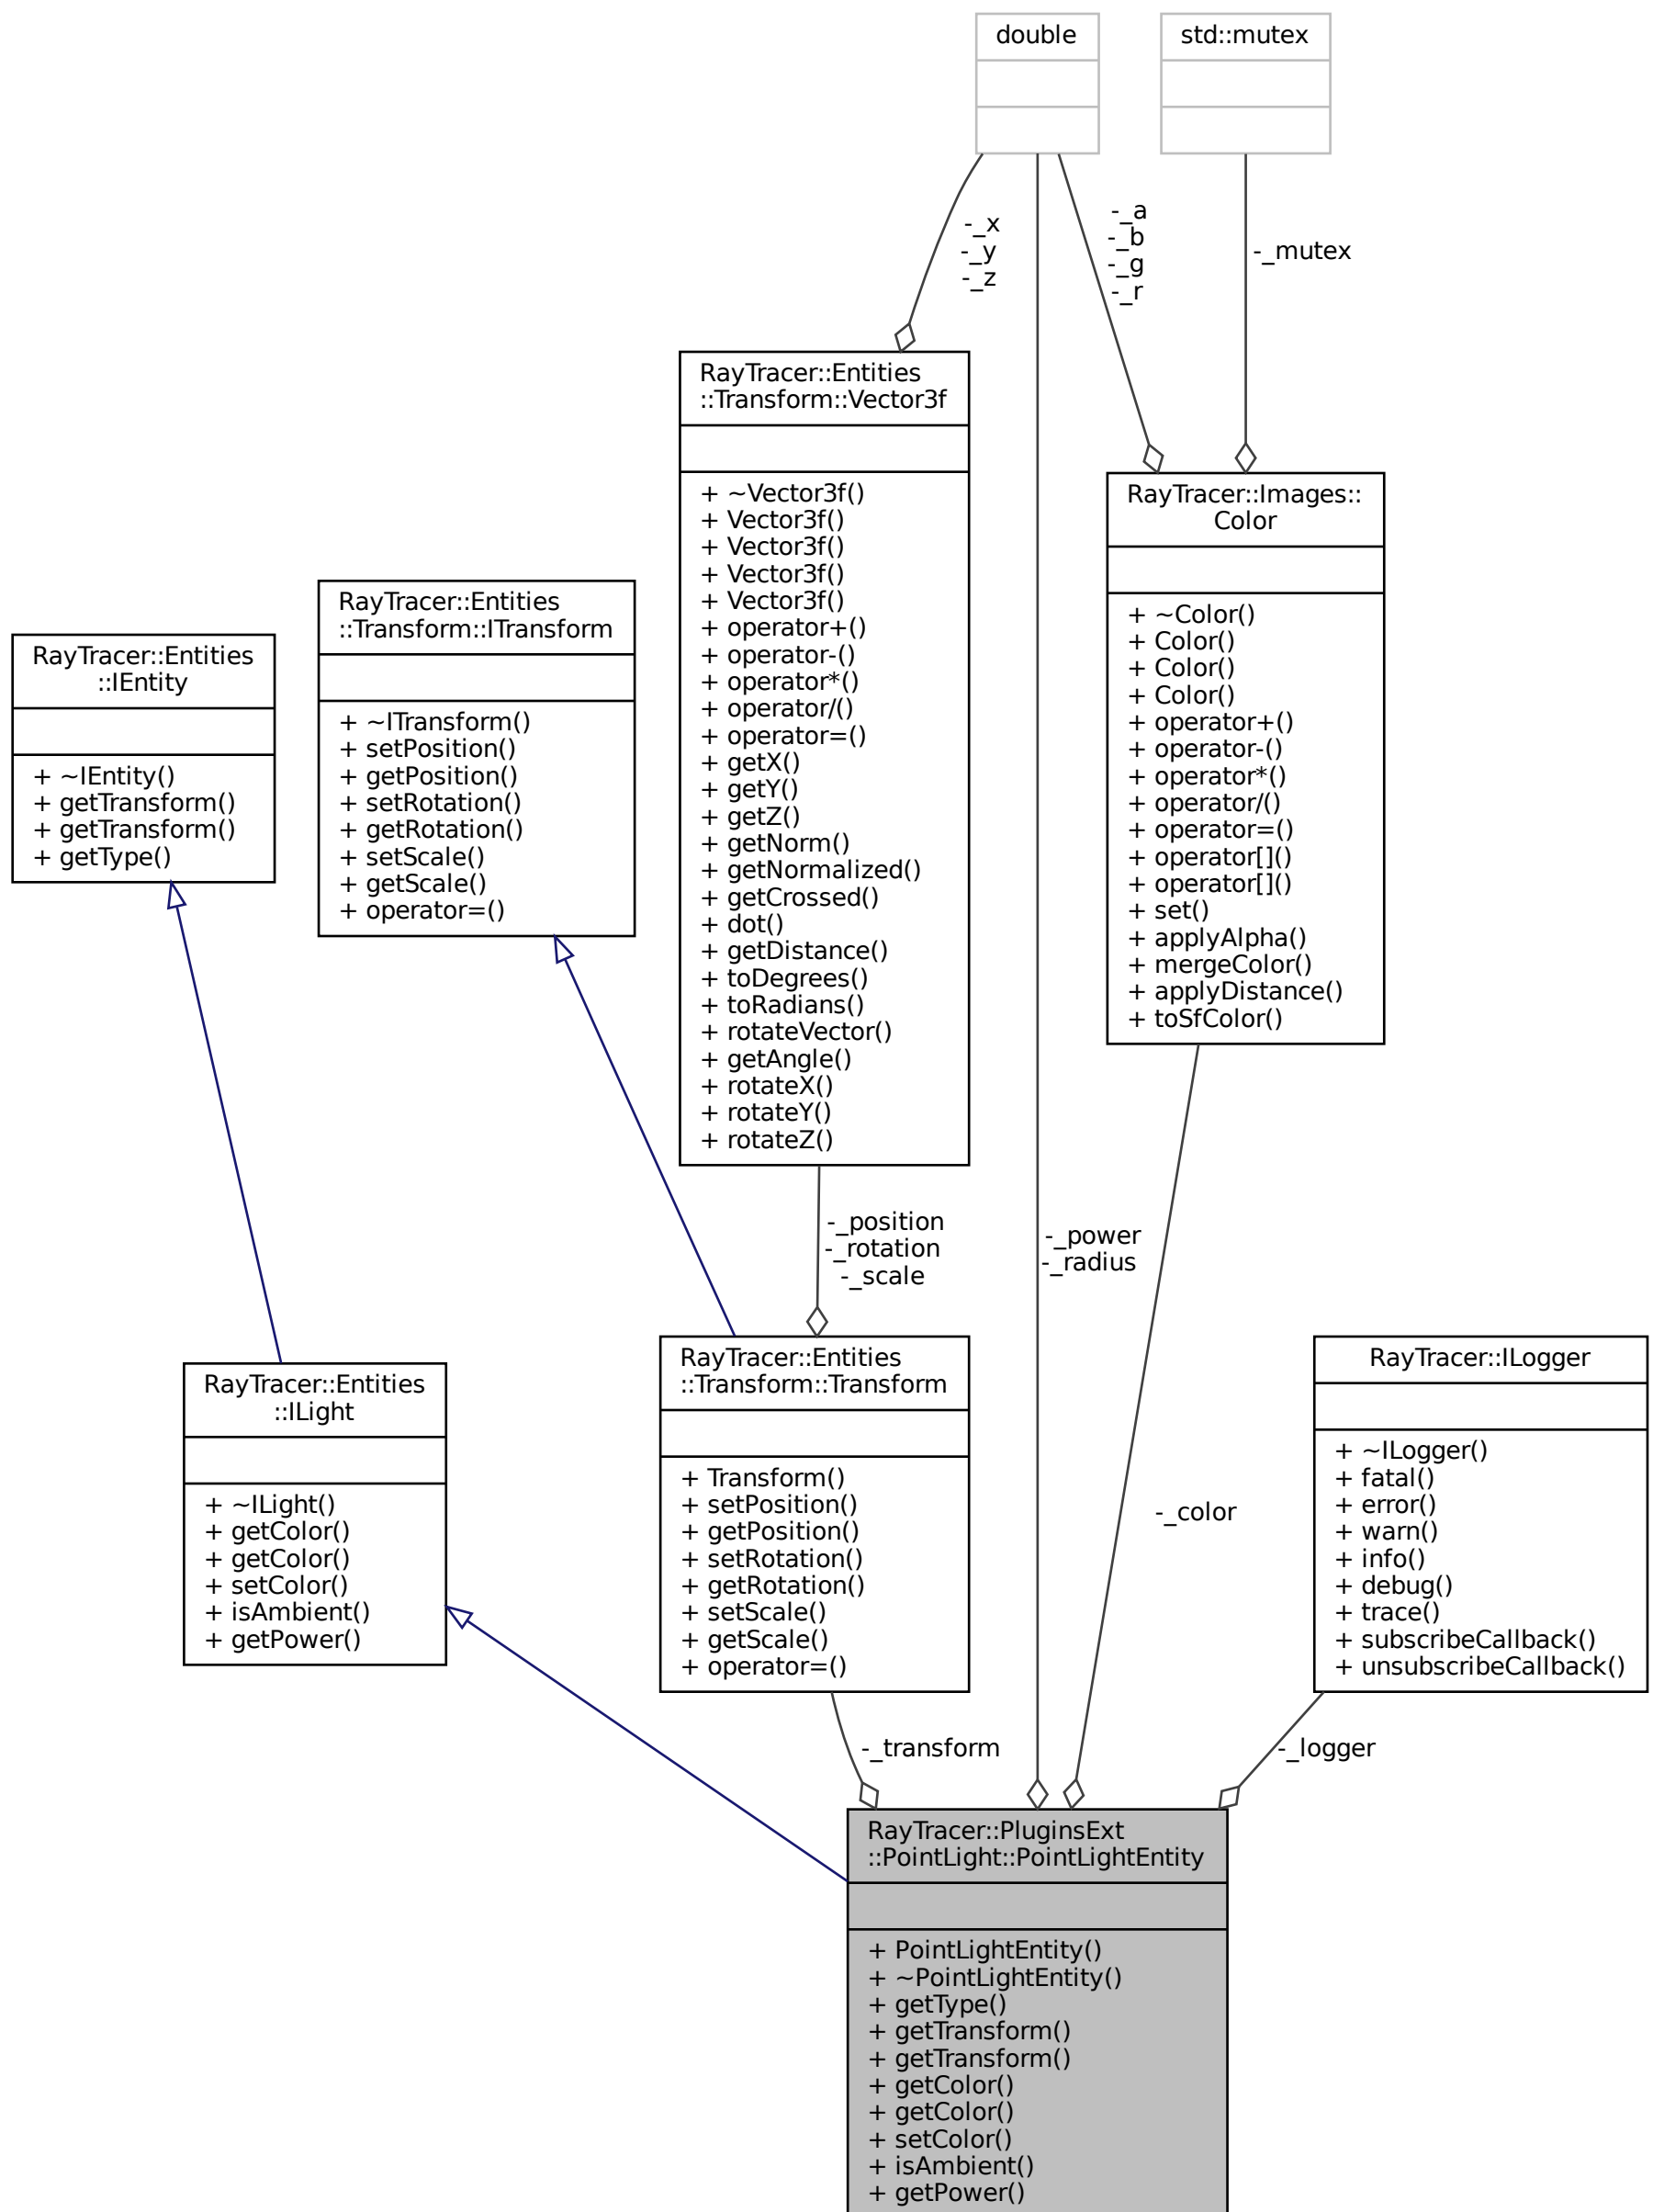 double
std::mutex
-_x
-_y
-_z
-_a
-_b
-_g
-_r
-_mutex
RayTracer::Entities
::Transform::Vector3f
+ ~Vector3f()
+ Vector3f()
+ Vector3f()
+ Vector3f()
+ Vector3f()
+ operator+()
+ operator-()
+ operator*()
+ operator/()
+ operator=()
+ getX()
+ getY()
+ getZ()
+ getNorm()
+ getNormalized()
+ getCrossed()
+ dot()
+ getDistance()
+ toDegrees()
+ toRadians()
+ rotateVector()
+ getAngle()
+ rotateX()
+ rotateY()
+ rotateZ()
RayTracer::Images::
Color
+ ~Color()
+ Color()
+ Color()
+ Color()
+ operator+()
+ operator-()
+ operator*()
+ operator/()
+ operator=()
+ operator[]()
+ operator[]()
+ set()
+ applyAlpha()
+ mergeColor()
+ applyDistance()
+ toSfColor()
RayTracer::Entities
::Transform::ITransform
+ ~ITransform()
+ setPosition()
+ getPosition()
+ setRotation()
+ getRotation()
+ setScale()
+ getScale()
+ operator=()
RayTracer::Entities
::IEntity
+ ~IEntity()
+ getTransform()
+ getTransform()
+ getType()
-_position
-_rotation
-_scale
-_power
-_radius
RayTracer::Entities
::ILight
+ ~ILight()
+ getColor()
+ getColor()
+ setColor()
+ isAmbient()
+ getPower()
RayTracer::Entities
::Transform::Transform
+ Transform()
+ setPosition()
+ getPosition()
+ setRotation()
+ getRotation()
+ setScale()
+ getScale()
+ operator=()
-_color
RayTracer::ILogger
+ ~ILogger()
+ fatal()
+ error()
+ warn()
+ info()
+ debug()
+ trace()
+ subscribeCallback()
+ unsubscribeCallback()
-_transform
-_logger
RayTracer::PluginsExt
::PointLight::PointLightEntity
+ PointLightEntity()
+ ~PointLightEntity()
+ getType()
+ getTransform()
+ getTransform()
+ getColor()
+ getColor()
+ setColor()
+ isAmbient()
+ getPower()